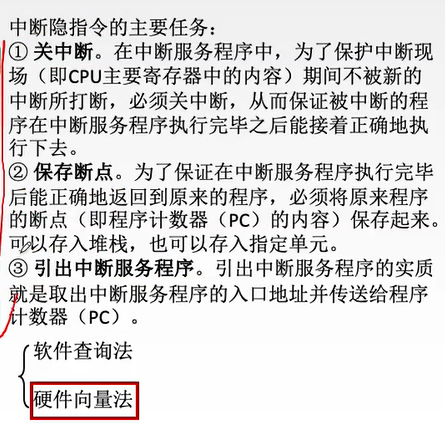 中断隐指令的主要任务：
① 关中断。在中断服务程序中，为了保护中断现
场（即CPU主要寄存器中的内容）期间不被新的
中断所打断，必须关中断，从而保证被中断的程
序在中断服务程序执行完毕之后能接着正确地执
行下去。
② 保存断点。为了保证在中断服务程序执行完毕
后能正确地返回到原来的程序，必须将原来程序
的断点（即程序计数器（PC）的内容）保存起来。
可以存入堆栈，也可以存入指定单元。
③ 引出中断服务程序。引出中断服务程序的实质
就是取出中断服务程序的入口地址并传送给程序
计数器（PC）。
软件查询法
硬件向量法